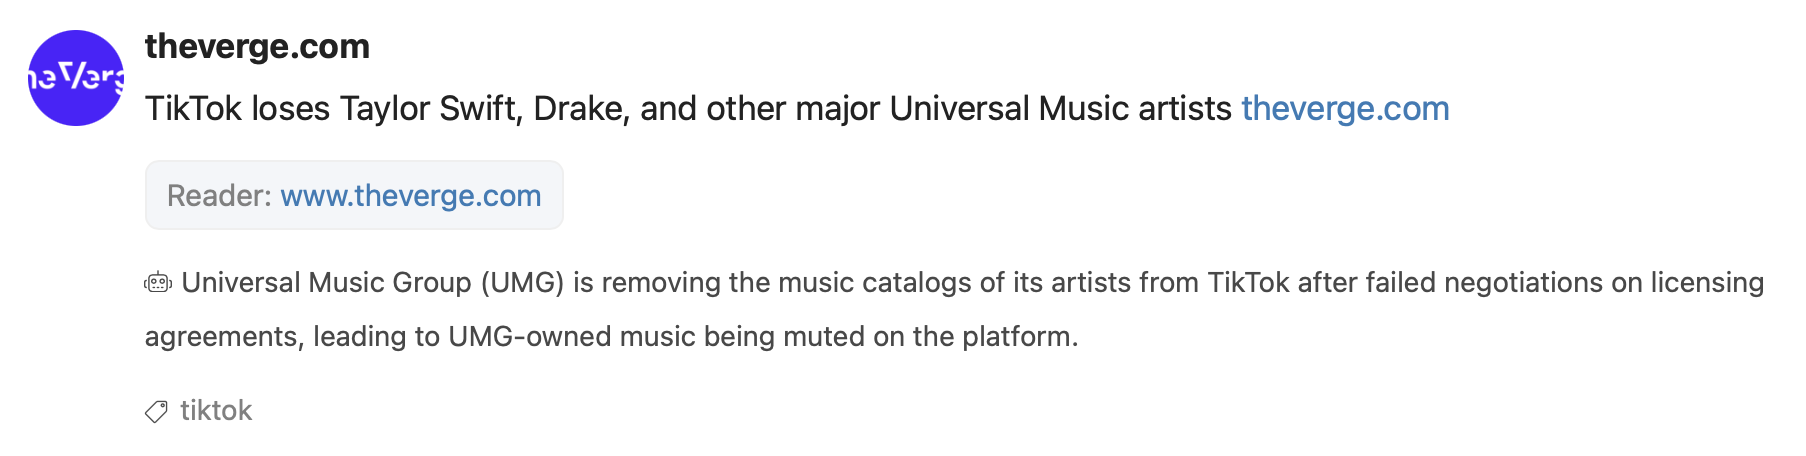 theverge.com
TikTok loses Taylor Swift, Drake, and other major Universal Music artists theverge.com
Reader: www.theverge.com
Universal Music Group (UMG) is removing the music catalogs of its artists from TikTok after failed negotiations on licensing
agreements, leading to UMG-owned music being muted on the platform.
tiktok